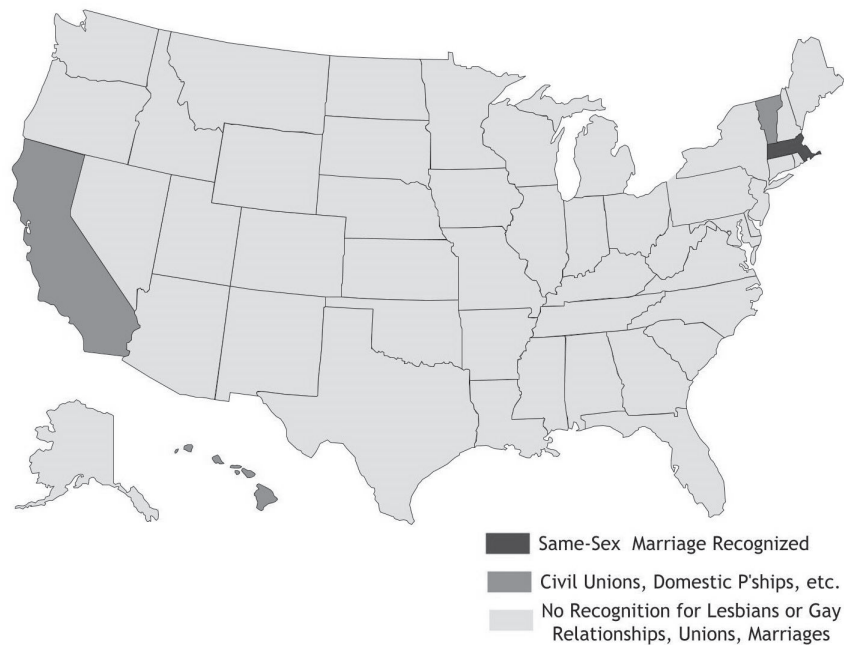 Same-Sex Marriage Recognized
Civil Unions, Domestic P'ships, etc.
No Recognition for Lesbians or Gay
Relationships, Unions, Marriages